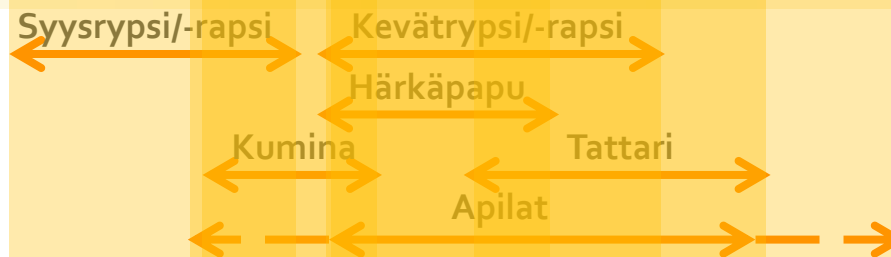 Syysrypsi/-rapsi Kevätrypsi/-rapsi
Härkäpapu
Kumina Tattari
Apilat